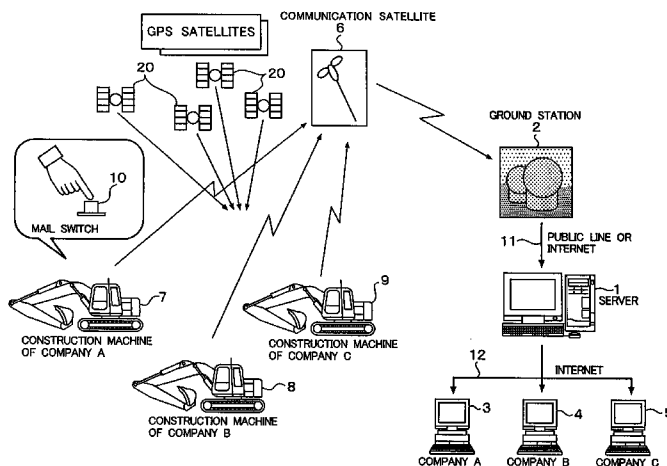 COMMUNICATION SATELLITE
6
GPS SATELLITES
20
20
GROUND STATION
2
10
MAIL SWITCH
11
PUBLIC LINE OR
INTERNET
1
SERVER
7
CONSTRUCTION MACHINE
OF COMPANY A
9
CONSTRUCTION MACHINE
OF COMPANY C
8
CONSTRUCTION MACHINE
OF COMPANY B
12
INTERNET
3
4
5
COMPANY A
COMPANY B
COMPANY C